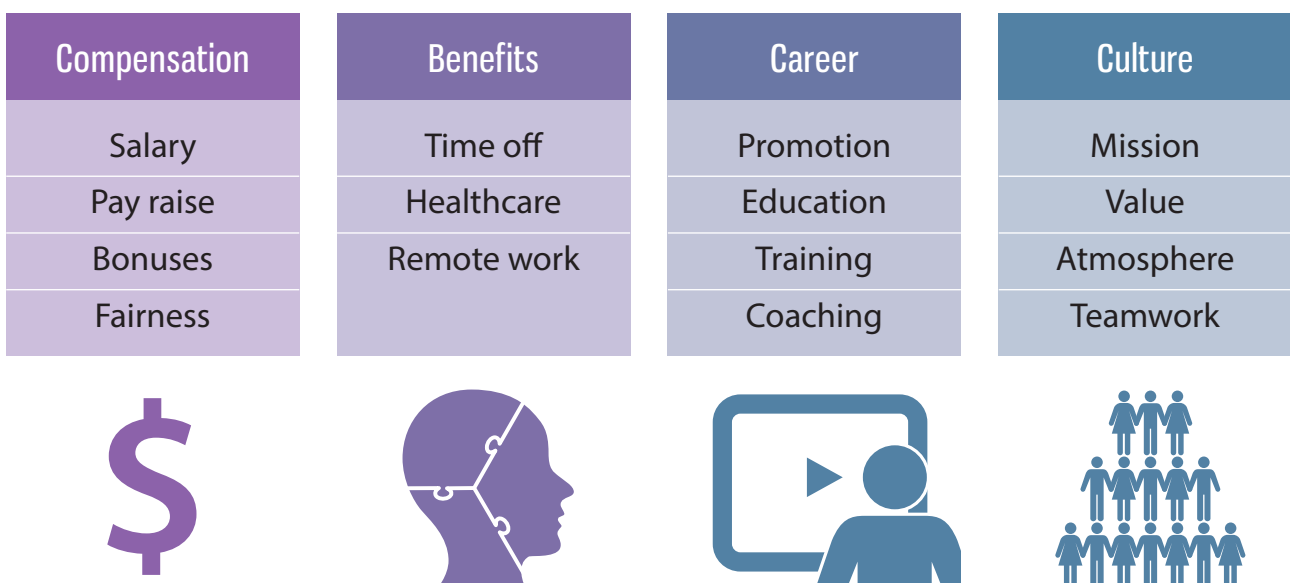 Compensation
Salary
Pay raise
Bonuses
Fairness
Benefits
Time off
Healthcare
Remote work
Career
Promotion
Education
Training
Coaching
Culture
Mission
Value
Atmosphere
Teamwork
$